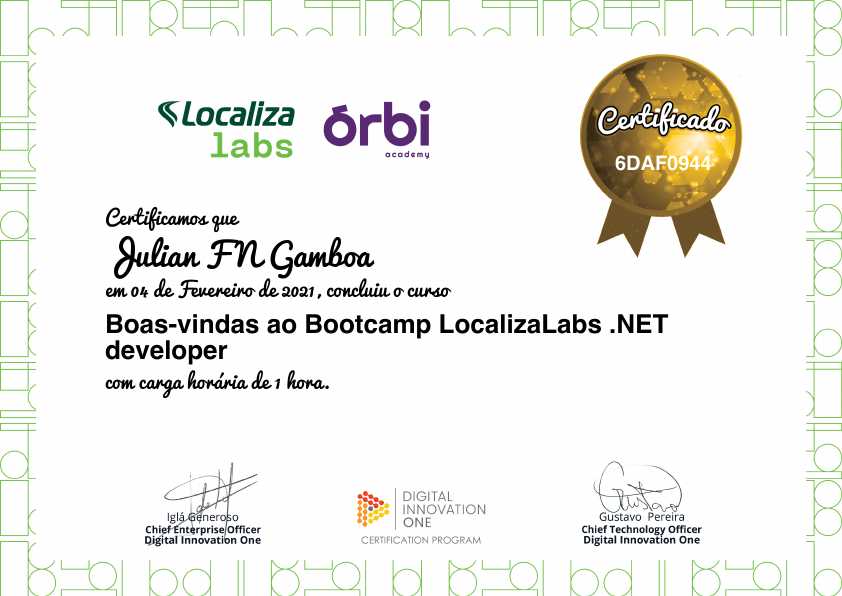 Localiza
labs
órbi
academy
Certificado
6DAF0944
Certificamos que
Julian FN Gamboa
em 04 de Fevereiro de 2021, concluiu o curso
Boas-vindas ao Bootcamp LocalizaLabs .NET
developer
com carga horária de 1 hora.
Iglá Generoso
Chief Enterprise Officer
Digital Innovation One
DIGITAL
INNOVATION
ONE
CERTIFICATION PROGRAM
Gustavo Pereira
Chief Technology Officer
Digital Innovation One